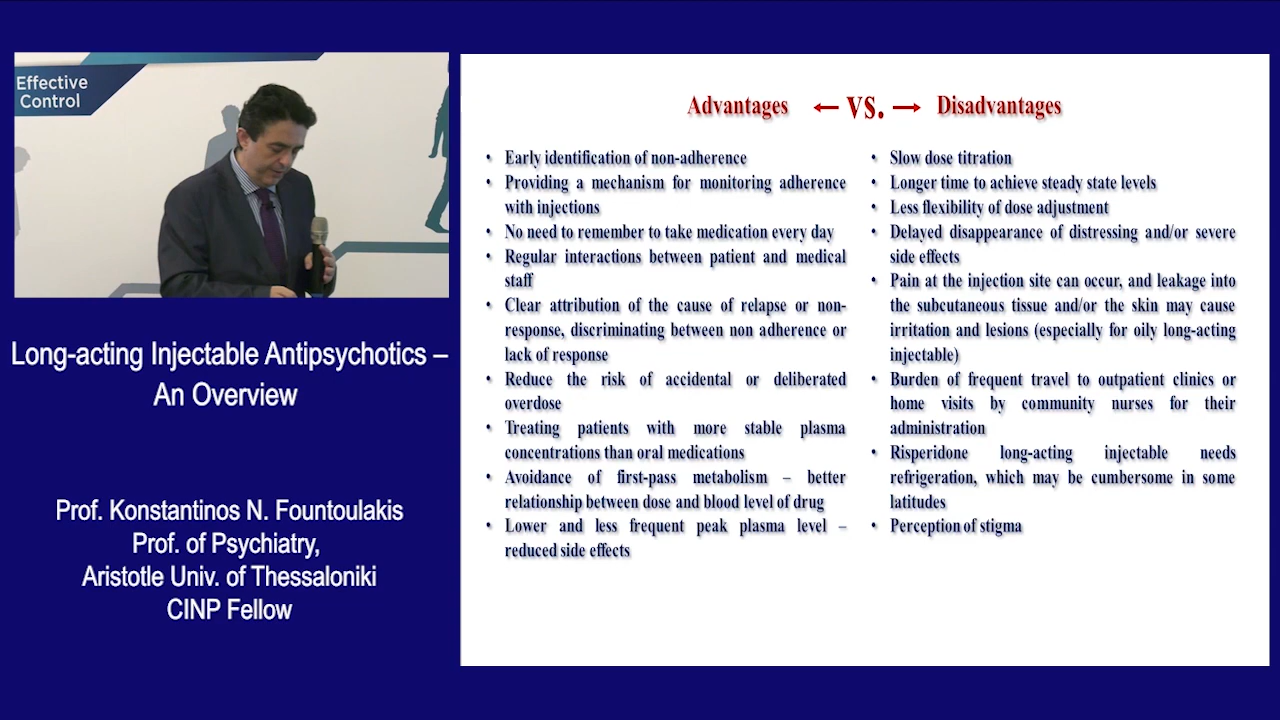 Effective
Control
Long-acting Injectable Antipsychotics –
An Overview
Prof. Konstantinos N. Fountoulakis
Prof. of Psychiatry,
Aristotle Univ. of Thessaloniki
CINP Fellow
Advantages ← VS. → Disadvantages
• Early identification of non-adherence
• Providing a mechanism for monitoring adherence
with injections
• No need to remember to take medication every day
• Regular interactions between patient and medical
staff
• Clear attribution of the cause of relapse or non-
response, discriminating between non adherence or
lack of response
• Reduce the risk of accidental or deliberated
overdose
• Treating patients with more stable plasma
concentrations than oral medications
• Avoidance of first-pass metabolism – better
relationship between dose and blood level of drug
• Lower and less frequent peak plasma level –
reduced side effects
• Slow dose titration
• Longer time to achieve steady state levels
• Less flexibility of dose adjustment
• Delayed disappearance of distressing and/or severe
side effects
• Pain at the injection site can occur, and leakage into
the subcutaneous tissue and/or the skin may cause
irritation and lesions (especially for oily long-acting
injectable)
• Burden of frequent travel to outpatient clinics or
home visits by community nurses for their
administration
• Risperidone long-acting injectable needs
refrigeration, which may be cumbersome in some
latitudes
• Perception of stigma